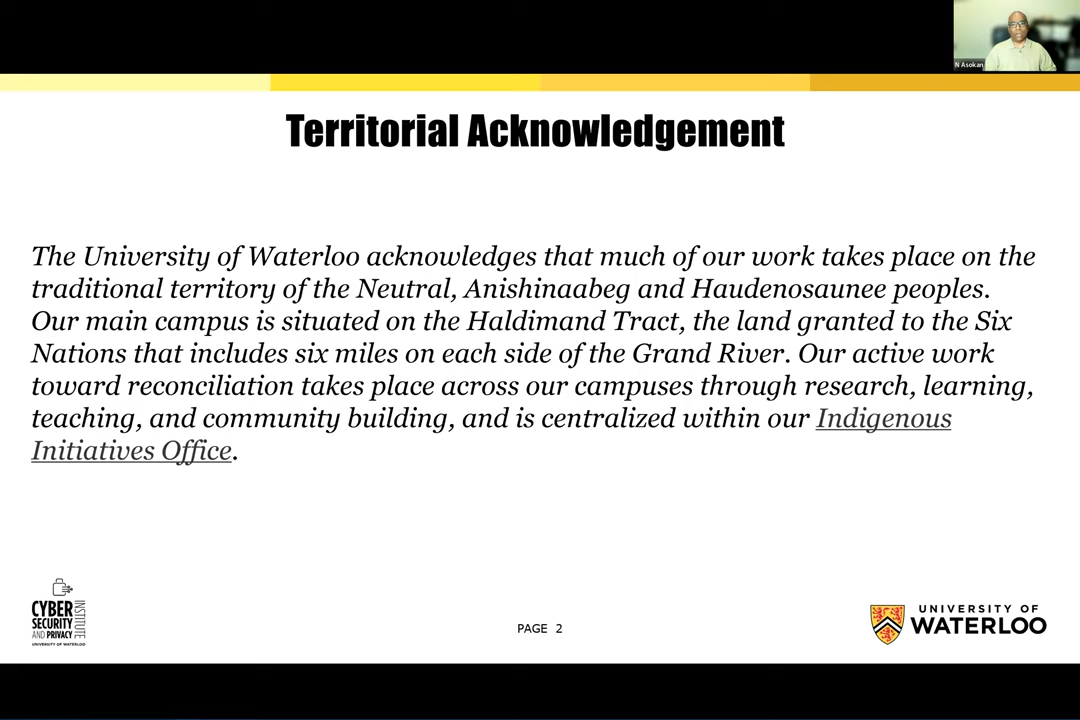 N Asokan
Territorial Acknowledgement
The University of Waterloo acknowledges that much of our work takes place on the
traditional territory of the Neutral, Anishinaabeg and Haudenosaunee peoples.
Our main campus is situated on the Haldimand Tract, the land granted to the Six
Nations that includes six miles on each side of the Grand River. Our active work
toward reconciliation takes place across our campuses through research, learning,
teaching, and community building, and is centralized within our Indigenous
Initiatives Office.
CYBER
SECURITY
AND PRIVACY
INSTITUTE
UNIVERSITY OF WATERLOO
PAGE 2
UNIVERSITY OF
WATERLOO